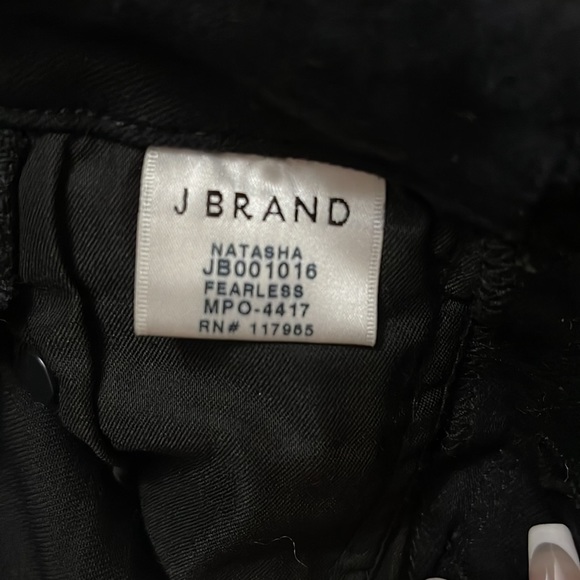 J BRAND
NATASHA
JB001016
FEARLESS
MPO-4417
RN# 117965